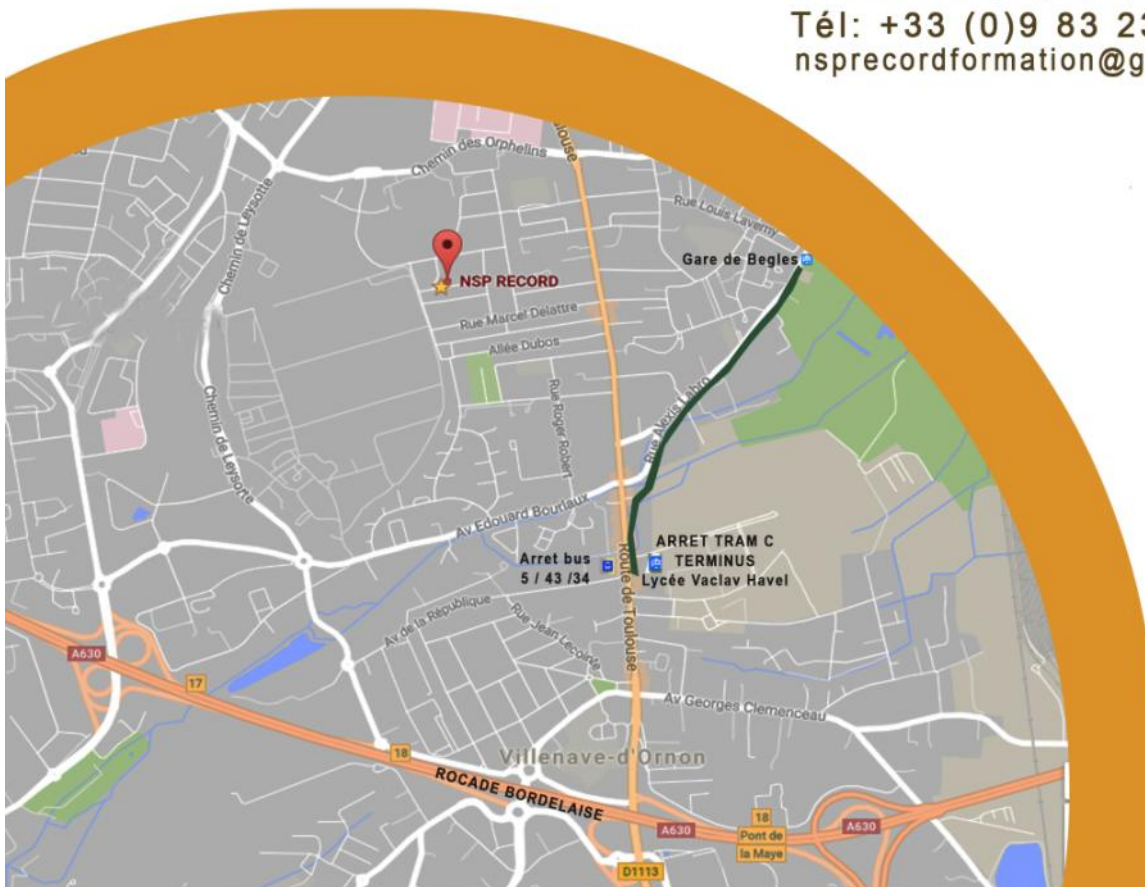 Tél: +33 (0)9 83 23
nsprecordformation@g
Chemin des Orphelins
Chemin de Leysotte
Rue Louis Laverny
Gare de Begles
NSP RECORD
Rue Marcel Delattre
Allée Dubos
Rue Roger Robert
Rue Alexis Labro
Chemin de Leysotte
Av Edouard Bourlaux
ARRET TRAM C
TERMINUS
Lycée Vaclav Havel
Arret bus
5 / 43 /34
Route de Toulouse
Av de la République
Rue Jean Lecointe
A630
17
Av Georges Clemenceau
18
Villenave-d'Ornon
ROCADE BORDELAISE
A630
18
Pont de
la Maye
A630
D1113